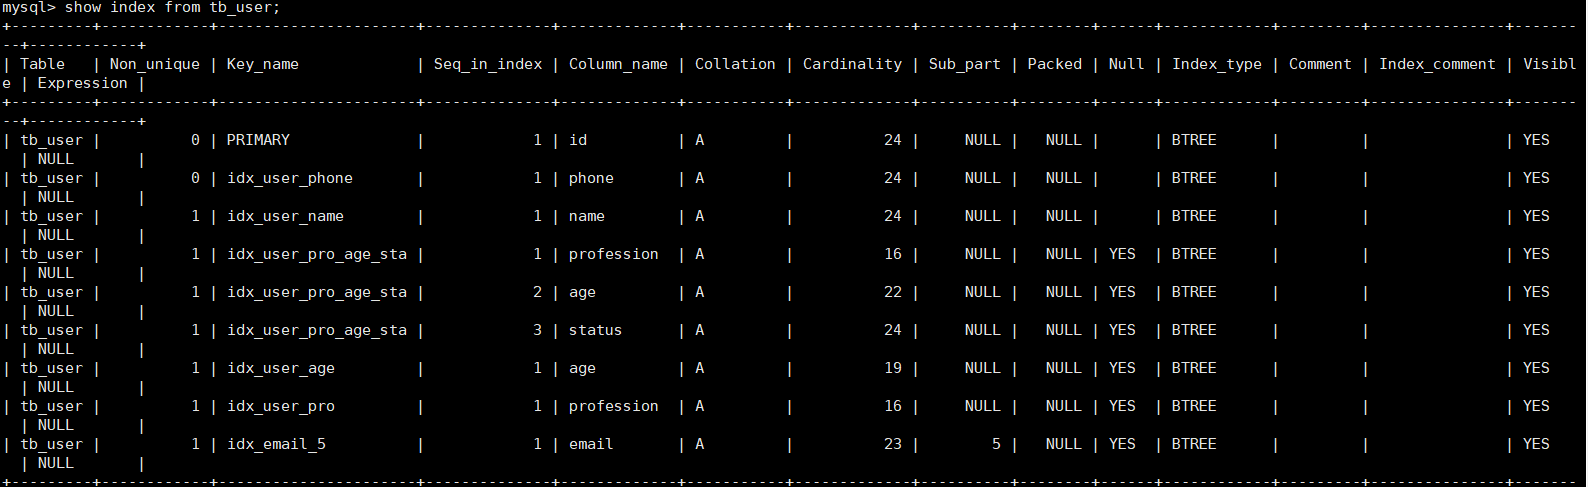 mysql> show index from tb_user;
+---------+------------+----------------------+--------------+-------------+-----------+-------------+----------+--------+------+------------+---------+---------------+-------
--+------------+
| Table   | Non_unique | Key_name             | Seq_in_index | Column_name | Collation | Cardinality | Sub_part | Packed | Null | Index_type | Comment | Index_comment | Visibl
e | Expression |
+---------+------------+----------------------+--------------+-------------+-----------+-------------+----------+--------+------+------------+---------+---------------+-------
--+------------+
| tb_user |          0 | PRIMARY              |            1 | id          | A         |          24 |     NULL |   NULL |      | BTREE      |         |               | YES
  | NULL       |
| tb_user |          0 | idx_user_phone       |            1 | phone       | A         |          24 |     NULL |   NULL |      | BTREE      |         |               | YES
  | NULL       |
| tb_user |          1 | idx_user_name        |            1 | name        | A         |          24 |     NULL |   NULL |      | BTREE      |         |               | YES
  | NULL       |
| tb_user |          1 | idx_user_pro_age_sta |            1 | profession  | A         |          16 |     NULL |   NULL | YES  | BTREE      |         |               | YES
  | NULL       |
| tb_user |          1 | idx_user_pro_age_sta |            2 | age         | A         |          22 |     NULL |   NULL | YES  | BTREE      |         |               | YES
  | NULL       |
| tb_user |          1 | idx_user_pro_age_sta |            3 | status      | A         |          24 |     NULL |   NULL | YES  | BTREE      |         |               | YES
  | NULL       |
| tb_user |          1 | idx_user_age         |            1 | age         | A         |          19 |     NULL |   NULL | YES  | BTREE      |         |               | YES
  | NULL       |
| tb_user |          1 | idx_user_pro         |            1 | profession  | A         |          16 |     NULL |   NULL | YES  | BTREE      |         |               | YES
  | NULL       |
| tb_user |          1 | idx_email_5          |            1 | email       | A         |          23 |        5 |   NULL | YES  | BTREE      |         |               | YES
  | NULL       |
+---------+------------+----------------------+--------------+-------------+-----------+-------------+----------+--------+------+------------+---------+---------------+-------